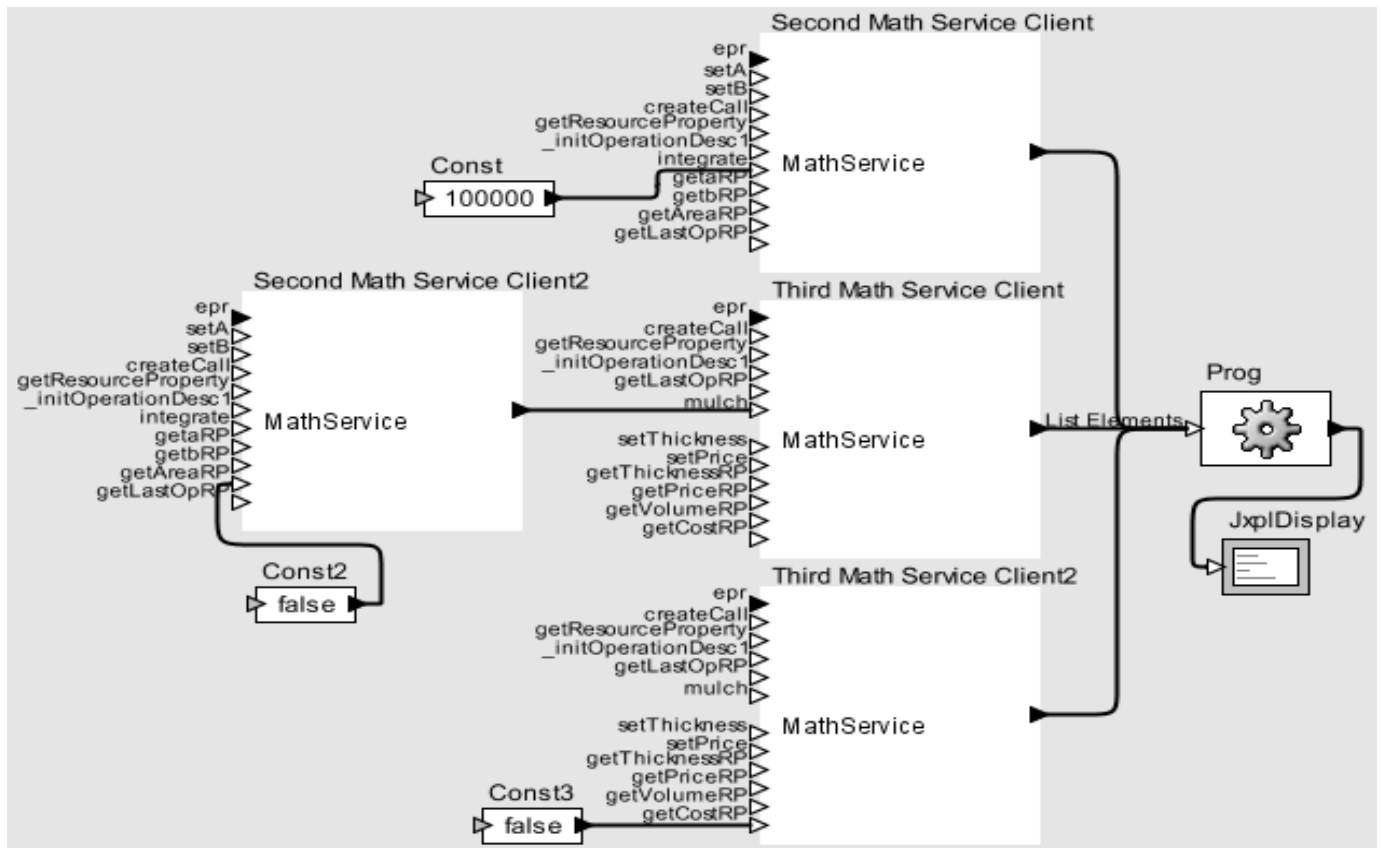 Second Math Service Client
epr
setA
setB
createCall
getResourceProperty
_initOperationDesc1
integrate
getaRP
getbRP
getAreaRP
getLastOpRP
MathService
Const
100000
Second Math Service Client2
epr
setA
setB
createCall
getResourceProperty
_initOperationDesc1
integrate
getaRP
getbRP
getAreaRP
getLastOpRP
MathService
Const2
false
Third Math Service Client
epr
createCall
getResourceProperty
_initOperationDesc1
getLastOpRP
mulch
setThickness
setPrice
getThicknessRP
getPriceRP
getVolumeRP
getCostRP
MathService
List Elements
Prog
JxplDisplay
Third Math Service Client2
epr
createCall
getResourceProperty
_initOperationDesc1
getLastOpRP
mulch
setThickness
setPrice
getThicknessRP
getPriceRP
getVolumeRP
getCostRP
MathService
Const3
false